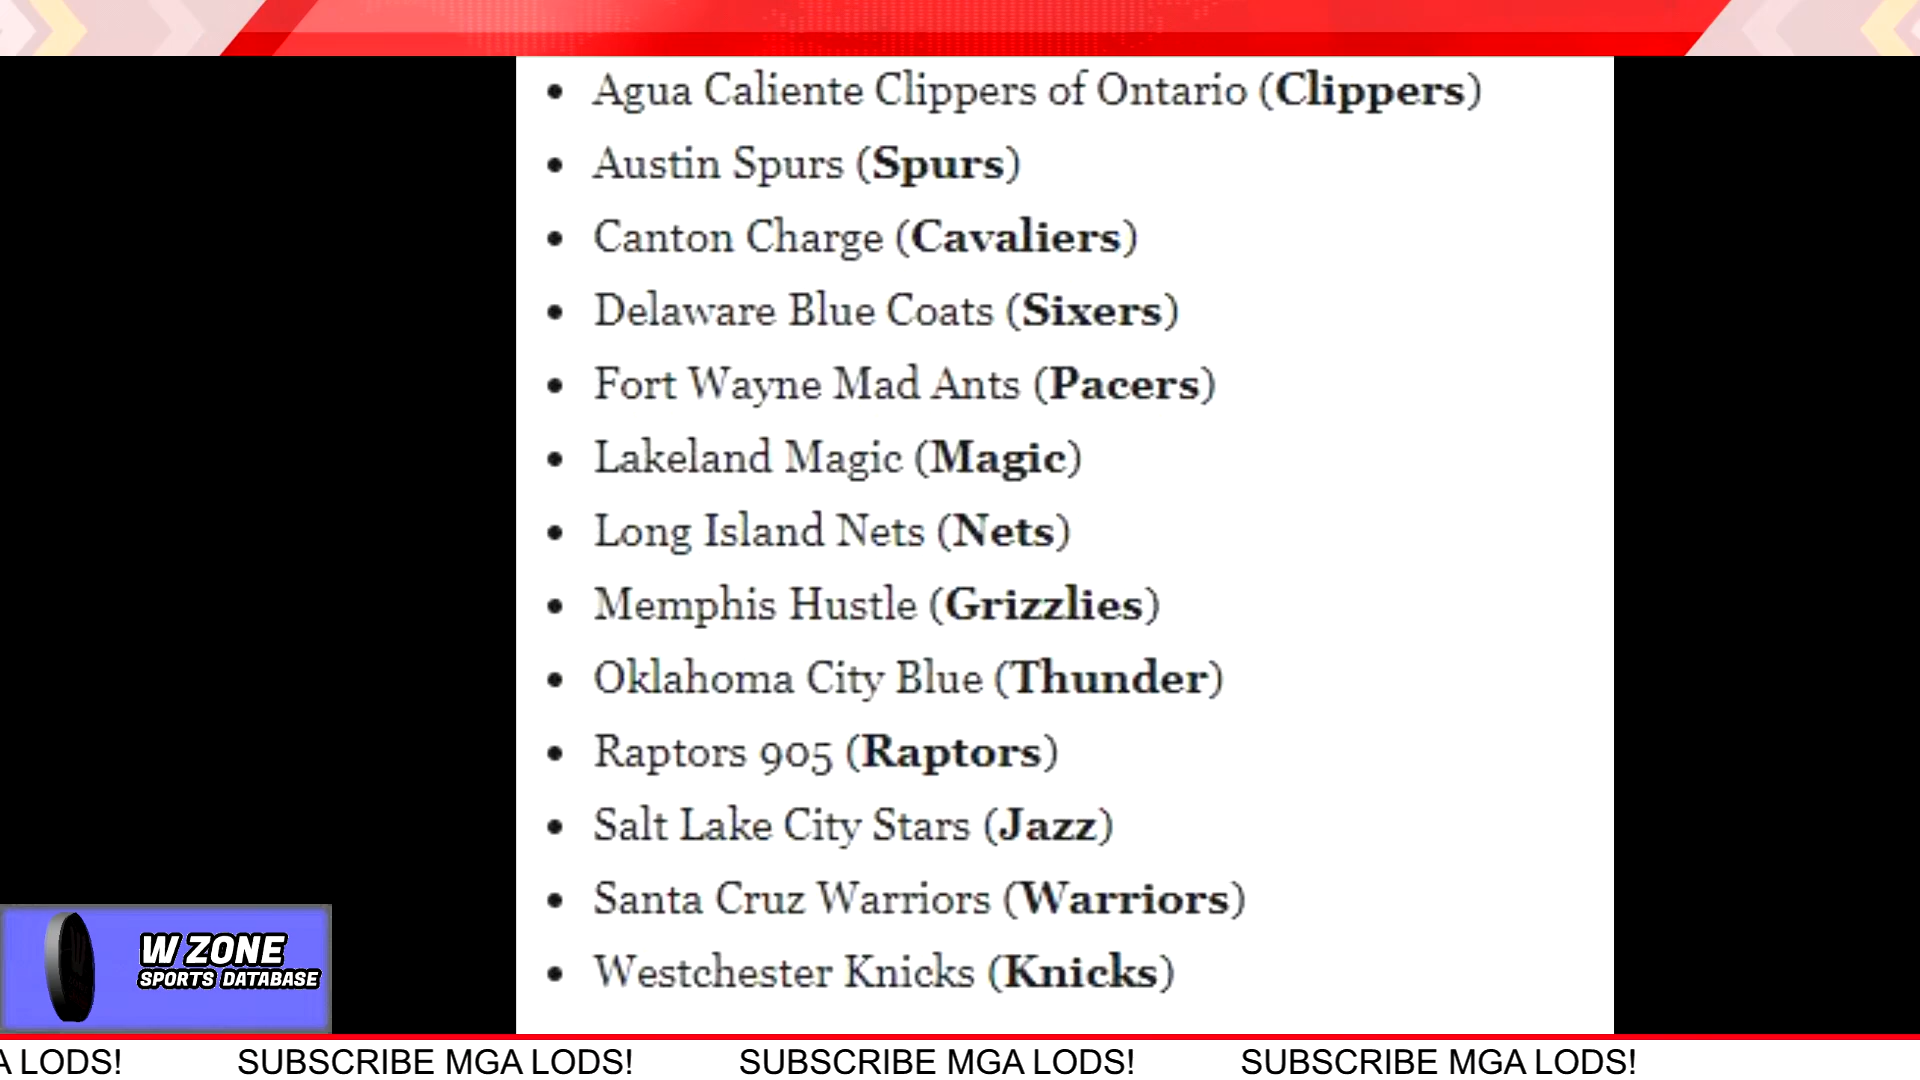 • Agua Caliente Clippers of Ontario (Clippers)
• Austin Spurs (Spurs)
• Canton Charge (Cavaliers)
• Delaware Blue Coats (Sixers)
• Fort Wayne Mad Ants (Pacers)
• Lakeland Magic (Magic)
• Long Island Nets (Nets)
• Memphis Hustle (Grizzlies)
• Oklahoma City Blue (Thunder)
• Raptors 905 (Raptors)
• Salt Lake City Stars (Jazz)
• Santa Cruz Warriors (Warriors)
• Westchester Knicks (Knicks)
W ZONE
SPORTS DATABASE
A LODS! SUBSCRIBE MGA LODS! SUBSCRIBE MGA LODS! SUBSCRIBE MGA LODS!